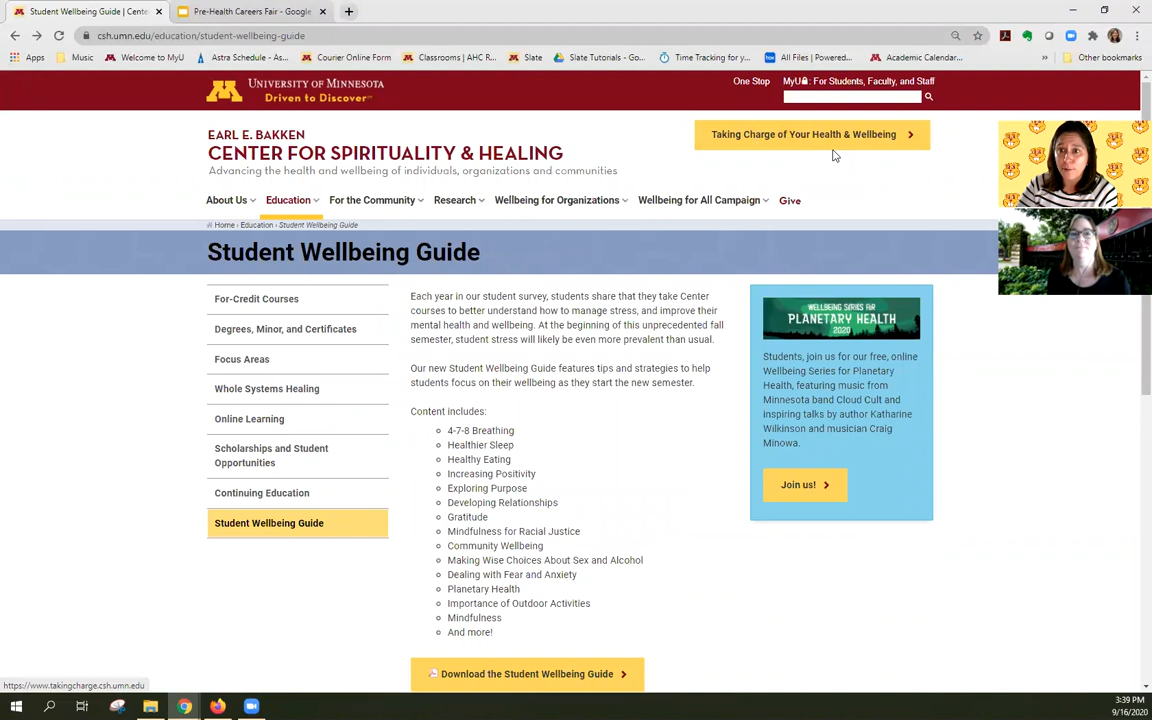 Student Wellbeing Guide | Cente
Pre-Health Careers Fair - Google
csh.umn.edu/education/student-wellbeing-guide
Apps
Music
Welcome to MyU
Astra Schedule - As...
Courier Online Form
Classrooms | AHC R...
Slate
Slate Tutorials - Go...
Time Tracking for y...
All Files | Powered...
Academic Calendar...
Other bookmarks
UNIVERSITY OF MINNESOTA
Driven to Discover
One Stop
MyU : For Students, Faculty, and Staff
EARL E. BAKKEN
CENTER FOR SPIRITUALITY & HEALING
Advancing the health and wellbeing of individuals, organizations and communities
Taking Charge of Your Health & Wellbeing
About Us
Education
For the Community
Research
Wellbeing for Organizations
Wellbeing for All Campaign
Give
Home › Education › Student Wellbeing Guide
Student Wellbeing Guide
For-Credit Courses
Degrees, Minor, and Certificates
Focus Areas
Whole Systems Healing
Online Learning
Scholarships and Student
Opportunities
Continuing Education
Student Wellbeing Guide
Each year in our student survey, students share that they take Center
courses to better understand how to manage stress, and improve their
mental health and wellbeing. At the beginning of this unprecedented fall
semester, student stress will likely be even more prevalent than usual.
Our new Student Wellbeing Guide features tips and strategies to help
students focus on their wellbeing as they start the new semester.
Content includes:
4-7-8 Breathing
Healthier Sleep
Healthy Eating
Increasing Positivity
Exploring Purpose
Developing Relationships
Gratitude
Mindfulness for Racial Justice
Community Wellbeing
Making Wise Choices About Sex and Alcohol
Dealing with Fear and Anxiety
Planetary Health
Importance of Outdoor Activities
Mindfulness
And more!
Download the Student Wellbeing Guide
WELLBEING SERIES FOR
PLANETARY HEALTH
2020
Students, join us for our free, online
Wellbeing Series for Planetary
Health, featuring music from
Minnesota band Cloud Cult and
inspiring talks by author Katharine
Wilkinson and musician Craig
Minowa.
Join us!
https://www.takingcharge.csh.umn.edu
3:39 PM
9/16/2020